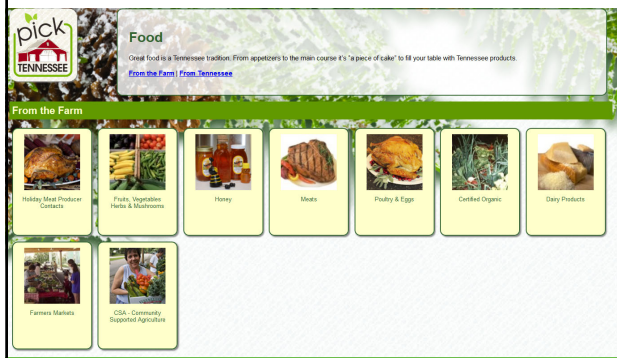 pick
TENNESSEE
Food
Great food is a Tennessee tradition. From appetizers to the main course it's "a piece of cake" to fill your table with Tennessee products.
From the Farm | From Tennessee
From the Farm
Holiday Meat Producer
Contacts
Fruits, Vegetables
Herbs & Mushrooms
Honey
Meats
Poultry & Eggs
Certified Organic
Dairy Products
Farmers Markets
CSA - Community
Supported Agriculture